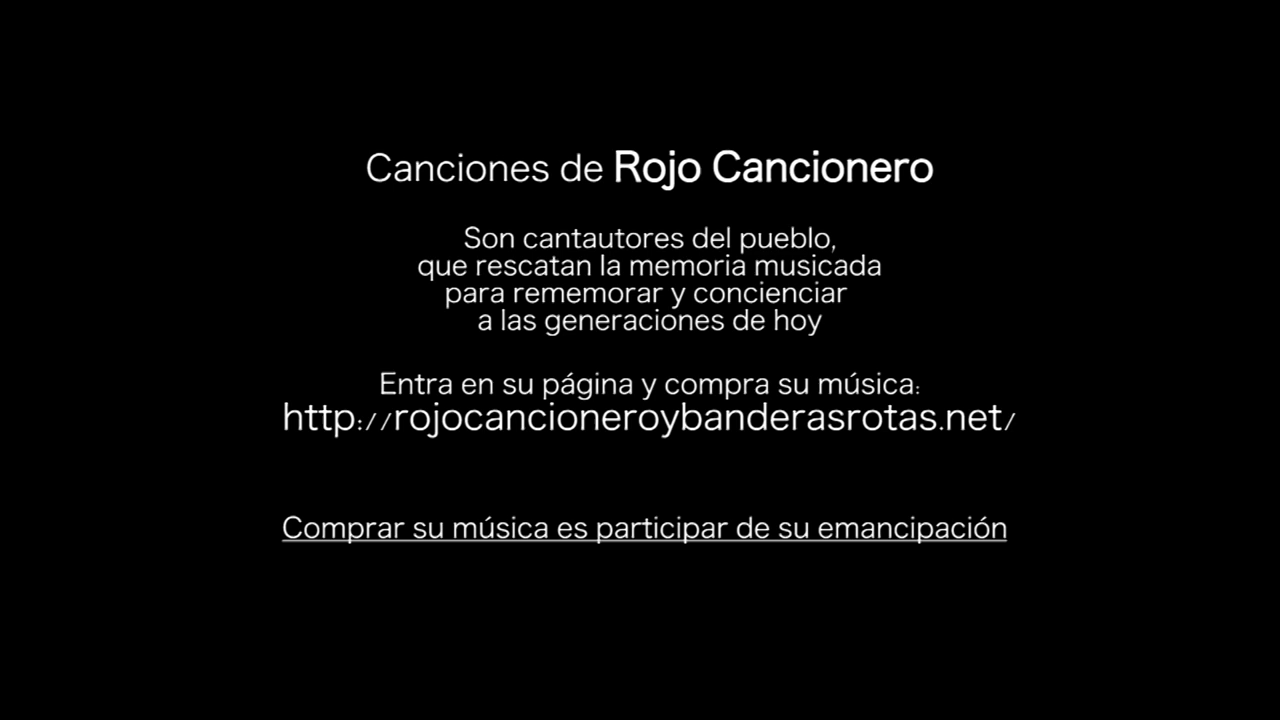 Canciones de Rojo Cancionero
Son cantautores del pueblo,
que rescatan la memoria musicada
para rememorar y concienciar
a las generaciones de hoy
Entra en su página y compra su música:
http://rojocancioneroybanderasrotas.net/
Comprar su música es participar de su emancipación